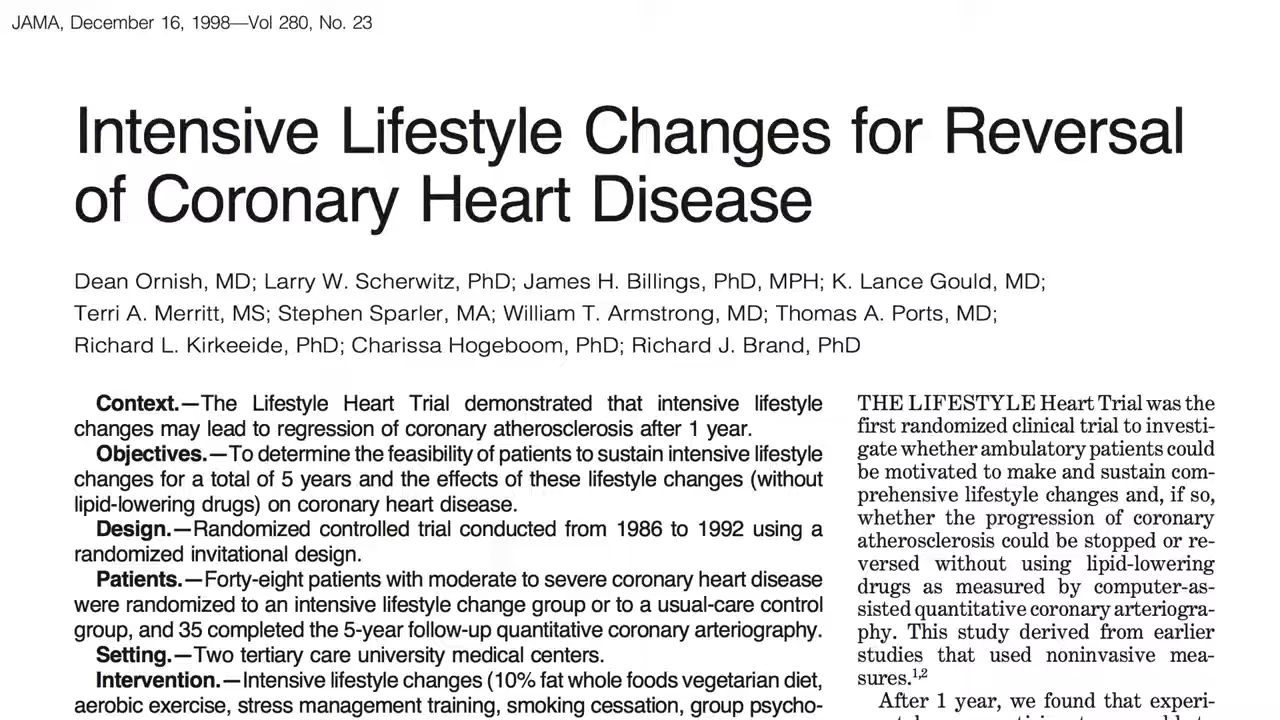 JAMA, December 16, 1998—Vol 280, No. 23
Intensive Lifestyle Changes for Reversal
of Coronary Heart Disease
Dean Ornish, MD; Larry W. Scherwitz, PhD; James H. Billings, PhD, MPH; K. Lance Gould, MD;
Terri A. Merritt, MS; Stephen Sparler, MA; William T. Armstrong, MD; Thomas A. Ports, MD;
Richard L. Kirkeeide, PhD; Charissa Hogeboom, PhD; Richard J. Brand, PhD
Context.—The Lifestyle Heart Trial demonstrated that intensive lifestyle
changes may lead to regression of coronary atherosclerosis after 1 year.
Objectives.—To determine the feasibility of patients to sustain intensive lifestyle
changes for a total of 5 years and the effects of these lifestyle changes (without
lipid-lowering drugs) on coronary heart disease.
Design.—Randomized controlled trial conducted from 1986 to 1992 using a
randomized invitational design.
Patients.—Forty-eight patients with moderate to severe coronary heart disease
were randomized to an intensive lifestyle change group or to a usual-care control
group, and 35 completed the 5-year follow-up quantitative coronary arteriography.
Setting.—Two tertiary care university medical centers.
Intervention.—Intensive lifestyle changes (10% fat whole foods vegetarian diet,
aerobic exercise, stress management training, smoking cessation, group psycho-
THE LIFESTYLE Heart Trial was the
first randomized clinical trial to investi-
gate whether ambulatory patients could
be motivated to make and sustain com-
prehensive lifestyle changes and, if so,
whether the progression of coronary
atherosclerosis could be stopped or re-
versed without using lipid-lowering
drugs as measured by computer-as-
sisted quantitative coronary arteriogra-
phy. This study derived from earlier
studies that used noninvasive mea-
sures.1,2
After 1 year, we found that experi-